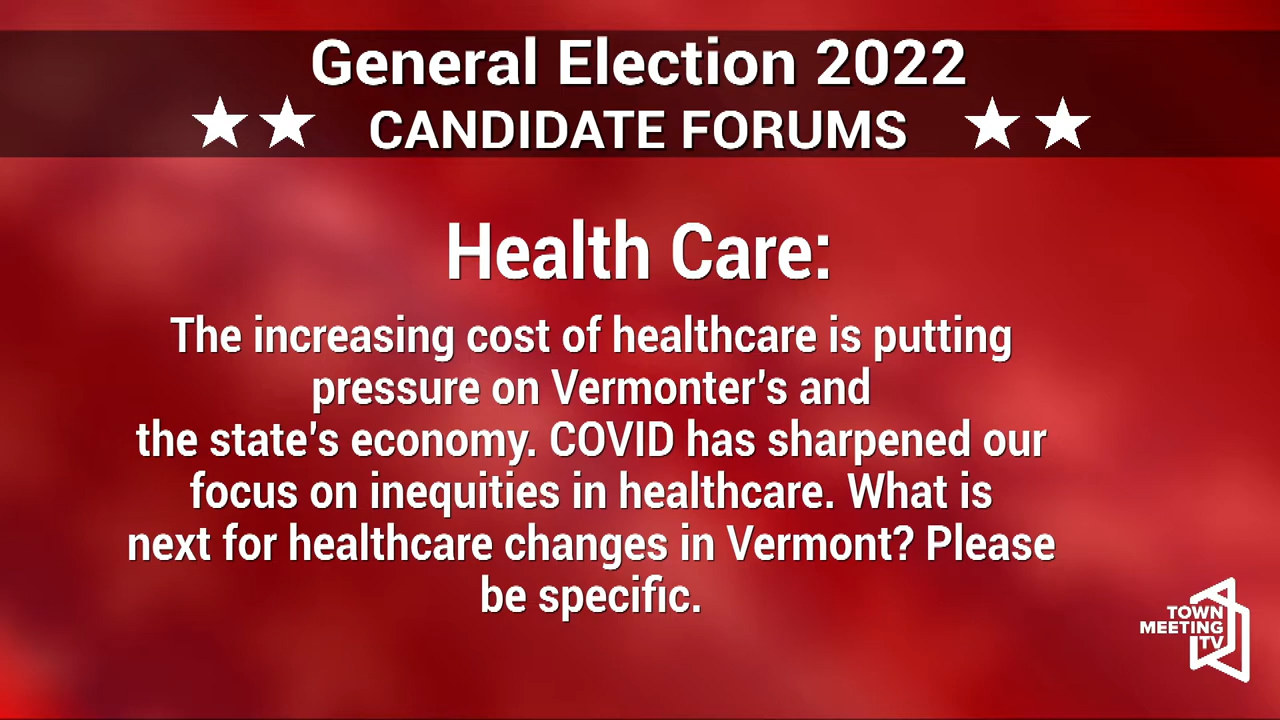 General Election 2022
CANDIDATE FORUMS
Health Care:
The increasing cost of healthcare is putting
pressure on Vermonter's and
the state's economy. COVID has sharpened our
focus on inequities in healthcare. What is
next for healthcare changes in Vermont? Please
be specific.
TOWN
MEETING
TV